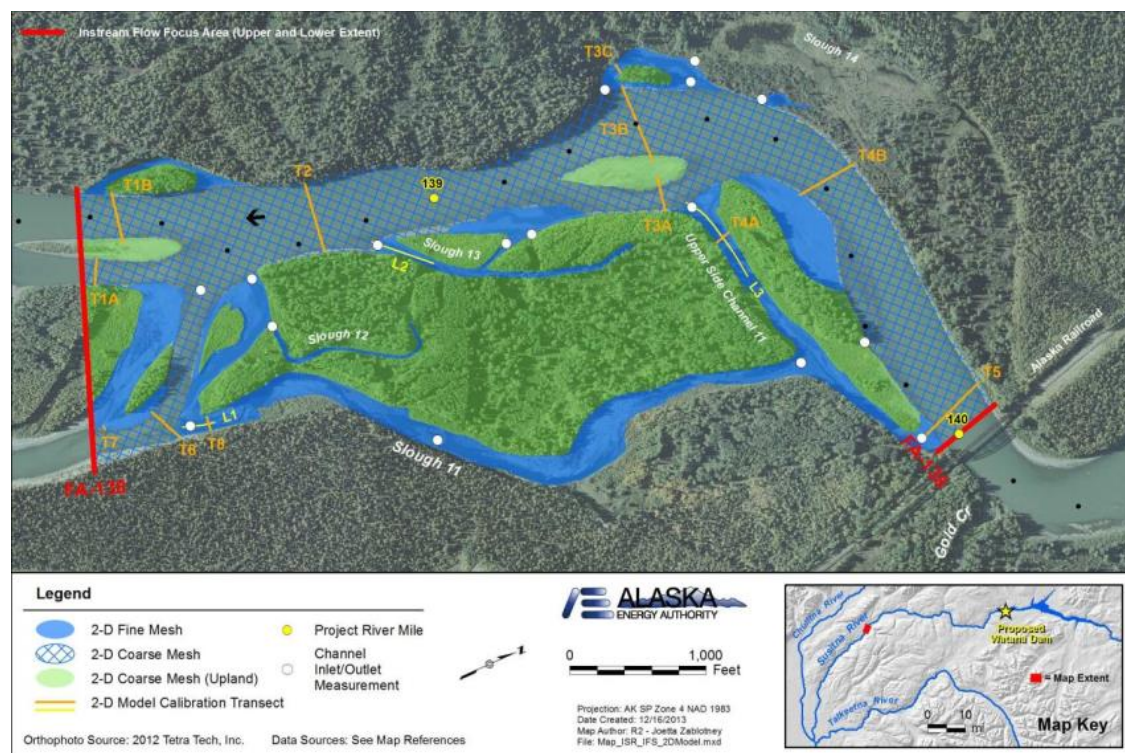 Instream Flow Focus Area (Upper and Lower Extent)
Slough 14
T3C
T3B
T4B
T1B
T2
139
T3A
T4A
Slough 13
L2
Upper Side Channel 11
L3
T1A
Slough 12
Alaska Railroad
T5
140
L1
T7
T6
T8
Slough 11
FA-138
FA-138
Gold Cr
Legend
2-D Fine Mesh
2-D Coarse Mesh
2-D Coarse Mesh (Upland)
2-D Model Calibration Transect
Project River Mile
Channel
Inlet/Outlet
Measurement
Orthophoto Source: 2012 Tetra Tech, Inc.
Data Sources: See Map References
ALASKA
ENERGY AUTHORITY
0
1,000
Feet
Projection: AK SP Zone 4 NAD 1983
Date Created: 12/16/2013
Map Author: R2 - Joetta Zablotney
File: Map_ISR_IFS_2DModel.mxd
Chulitna River
Susitna River
Proposed
Watana Dam
Talkeetna River
= Map Extent
0 10
mi
Map Key